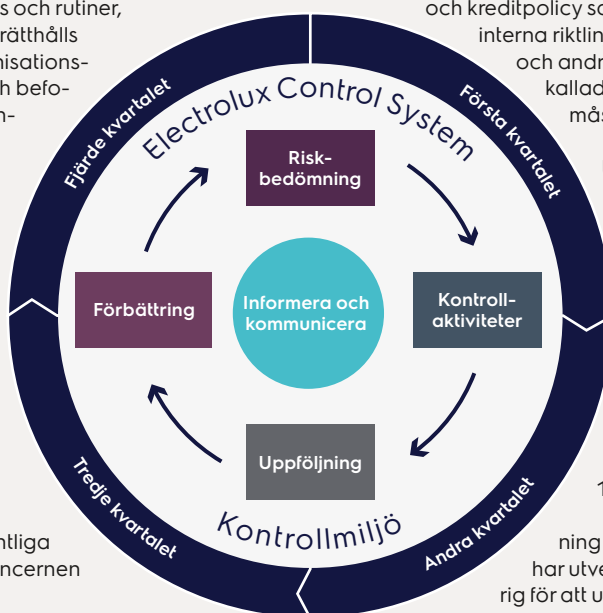 s och rutiner,
rätthålls
nisations-
h befo-
n-
och kreditpolicy so
interna riktlin
och andr
kallad
mås
Fjärde kvartalet
Electrolux Control System
Första kvartalet
Risk-
bedömning
Förbättring
Informera och
kommunicera
Kontroll-
aktiviteter
Uppföljning
Kontrollmiljö
Tredje kvartalet
Andra kvartalet
ntliga
ncernen
1
ning
har utve
rig för att u